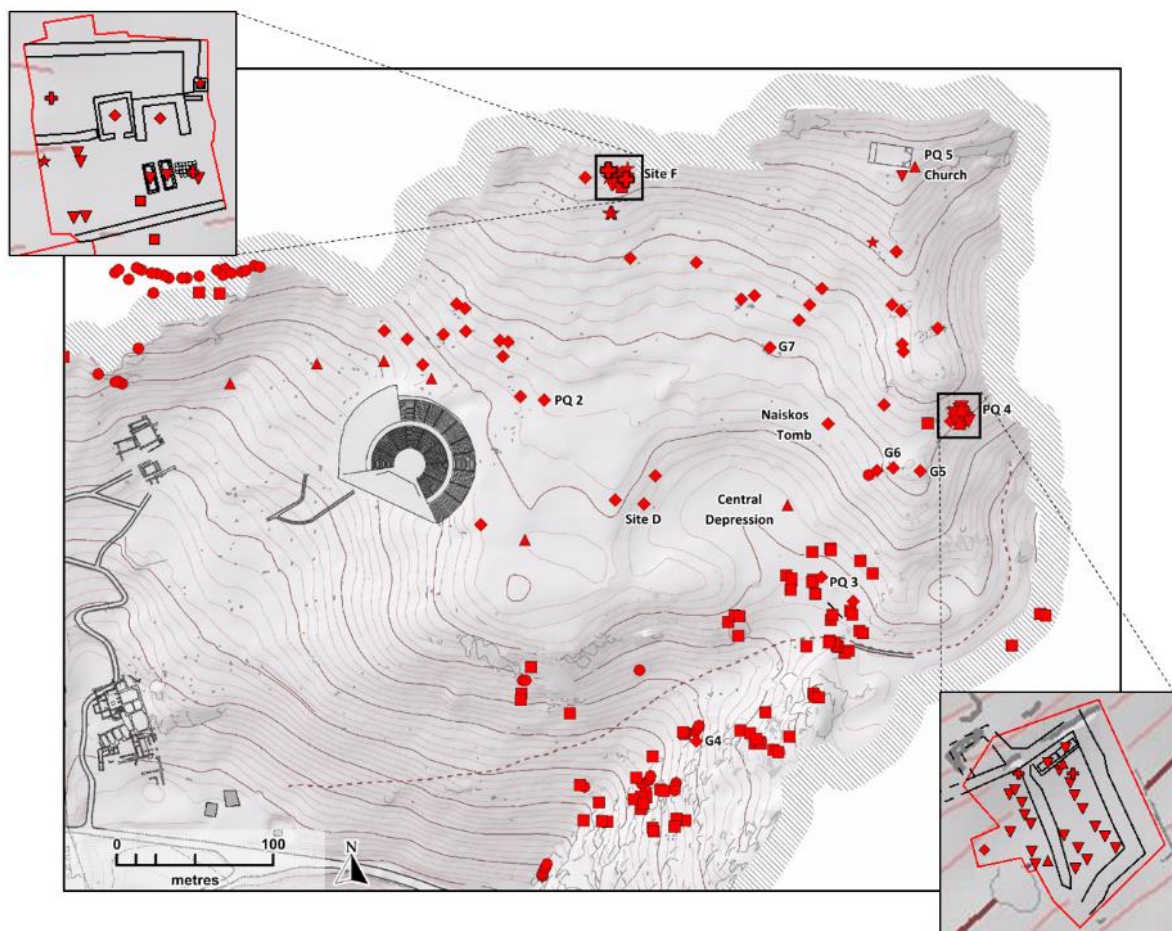 Site F
PQ 5
Church
G7
PQ 2
PQ 4
Naiskos
Tomb
G6
G5
Central
Depression
Site D
PQ 3
G4
0 100
metres
N